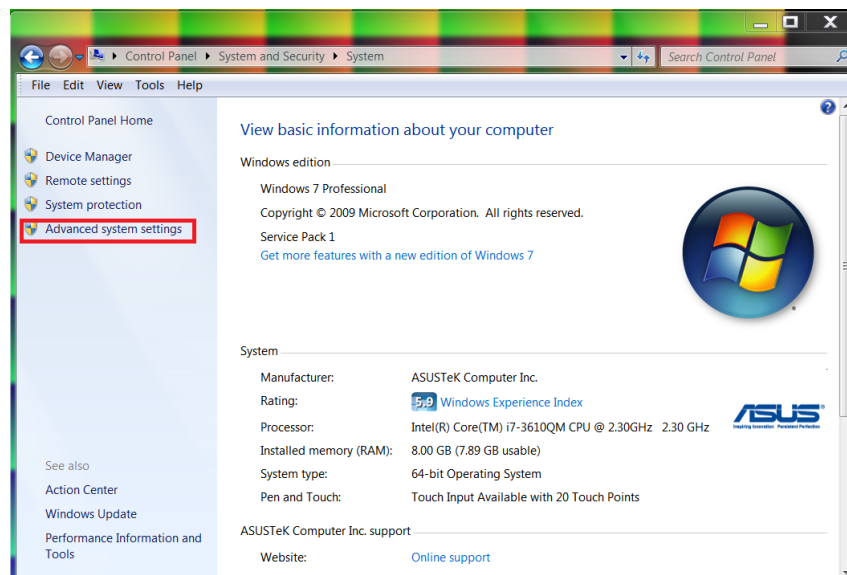 Control Panel ▸ System and Security ▸ System
Search Control Panel
File Edit View Tools Help
Control Panel Home
Device Manager
Remote settings
System protection
Advanced system settings
See also
Action Center
Windows Update
Performance Information and
Tools
View basic information about your computer
Windows edition
Windows 7 Professional
Copyright © 2009 Microsoft Corporation. All rights reserved.
Service Pack 1
Get more features with a new edition of Windows 7
System
Manufacturer: ASUSTeK Computer Inc.
Rating: 5.9 Windows Experience Index
Processor: Intel(R) Core(TM) i7-3610QM CPU @ 2.30GHz 2.30 GHz
Installed memory (RAM): 8.00 GB (7.89 GB usable)
System type: 64-bit Operating System
Pen and Touch: Touch Input Available with 20 Touch Points
ASUS
Inspiring Innovation Persistent Perfection
ASUSTeK Computer Inc. support
Website: Online support